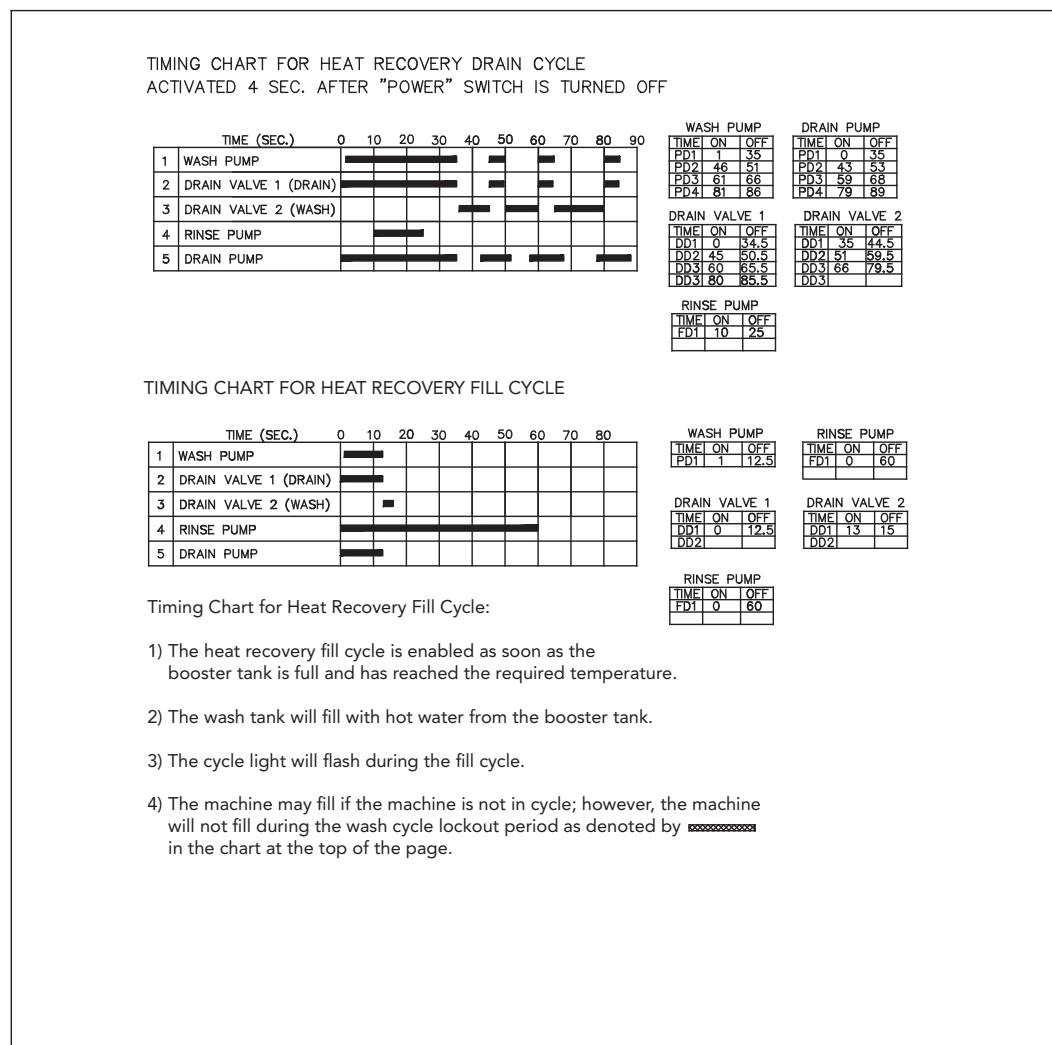 TIMING CHART FOR HEAT RECOVERY DRAIN CYCLE
ACTIVATED 4 SEC. AFTER "POWER" SWITCH IS TURNED OFF
TIME (SEC.) 0 10 20 30 40 50 60 70 80 90
1 WASH PUMP
2 DRAIN VALVE 1 (DRAIN)
3 DRAIN VALVE 2 (WASH)
4 RINSE PUMP
5 DRAIN PUMP
WASH PUMP
TIME ON OFF
PD1 1 35
PD2 46 51
PD3 61 66
PD4 81 86
DRAIN PUMP
TIME ON OFF
PD1 0 35
PD2 43 53
PD3 59 68
PD4 79 89
DRAIN VALVE 1
TIME ON OFF
DD1 0 34.5
DD2 45 50.5
DD3 60 65.5
DD3 80 85.5
DRAIN VALVE 2
TIME ON OFF
DD1 35 44.5
DD2 51 59.5
DD3 66 79.5
DD3
RINSE PUMP
TIME ON OFF
FD1 10 25
TIMING CHART FOR HEAT RECOVERY FILL CYCLE
TIME (SEC.) 0 10 20 30 40 50 60 70 80
1 WASH PUMP
2 DRAIN VALVE 1 (DRAIN)
3 DRAIN VALVE 2 (WASH)
4 RINSE PUMP
5 DRAIN PUMP
WASH PUMP
TIME ON OFF
PD1 1 12.5
RINSE PUMP
TIME ON OFF
FD1 0 60
DRAIN VALVE 1
TIME ON OFF
DD1 0 12.5
DD2
DRAIN VALVE 2
TIME ON OFF
DD1 13 15
DD2
RINSE PUMP
TIME ON OFF
FD1 0 60
Timing Chart for Heat Recovery Fill Cycle:
1) The heat recovery fill cycle is enabled as soon as the
booster tank is full and has reached the required temperature.
2) The wash tank will fill with hot water from the booster tank.
3) The cycle light will flash during the fill cycle.
4) The machine may fill if the machine is not in cycle; however, the machine
will not fill during the wash cycle lockout period as denoted by
in the chart at the top of the page.